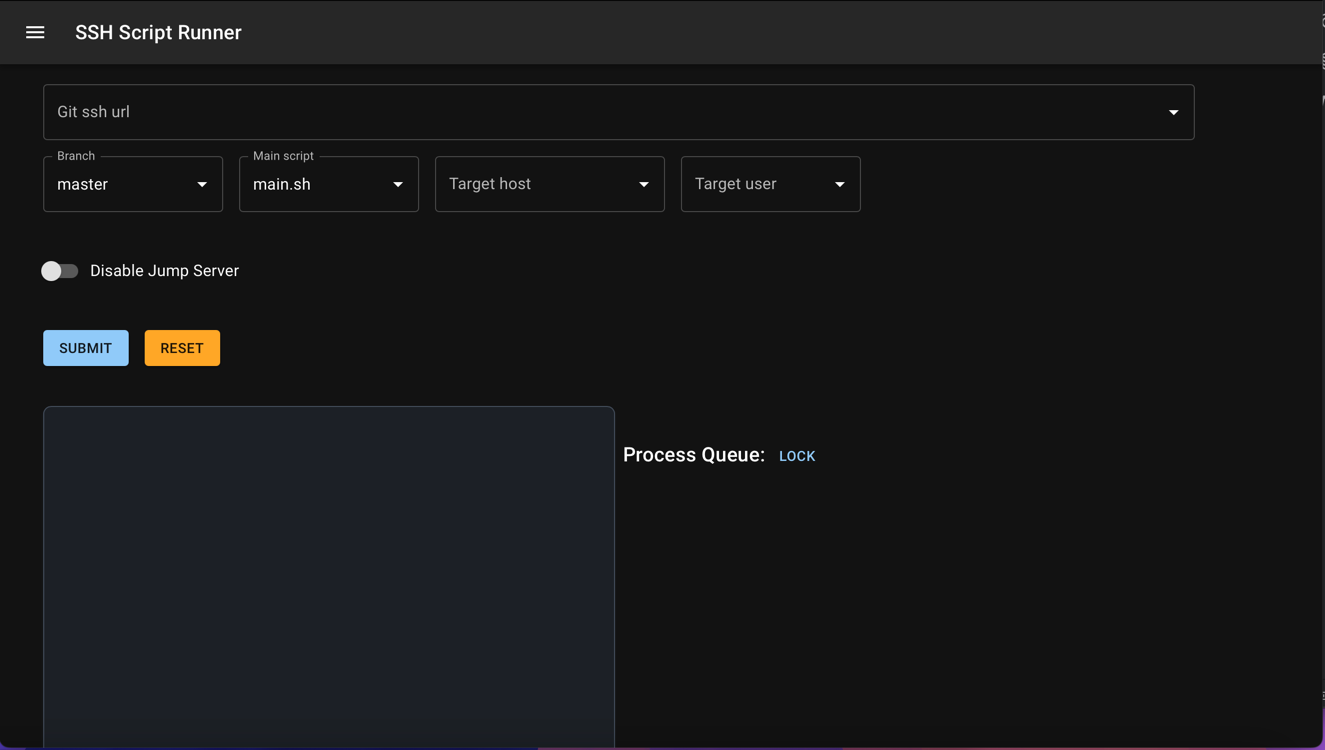 SSH Script Runner
Git ssh url
Branch
master
Main script
main.sh
Target host
Target user
Disable Jump Server
SUBMIT
RESET
Process Queue:
LOCK